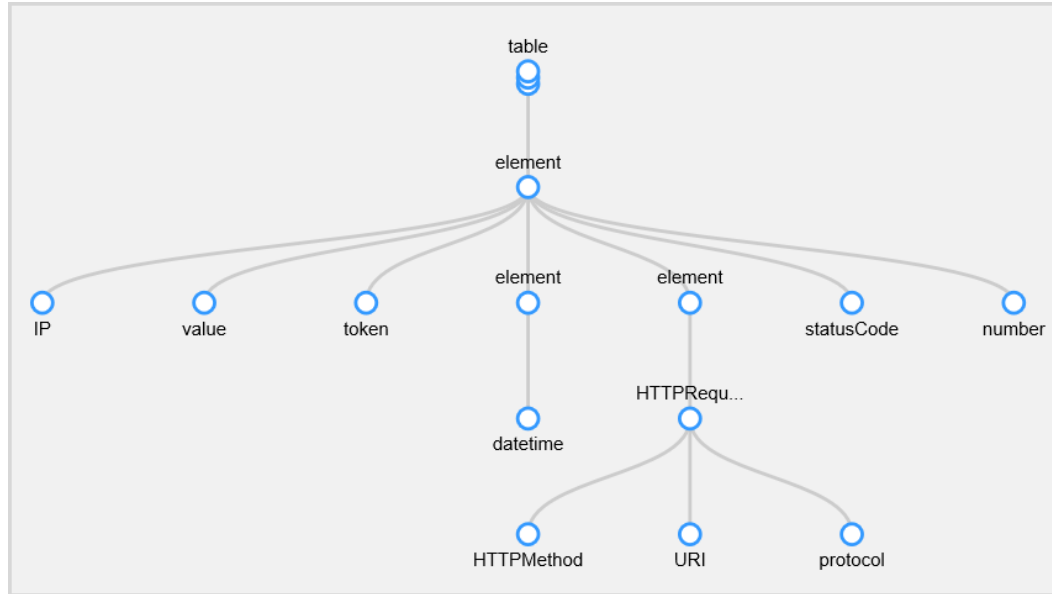 table
element
element
element
IP
value
token
statusCode
number
HTTPRequ...
datetime
HTTPMethod
URI
protocol